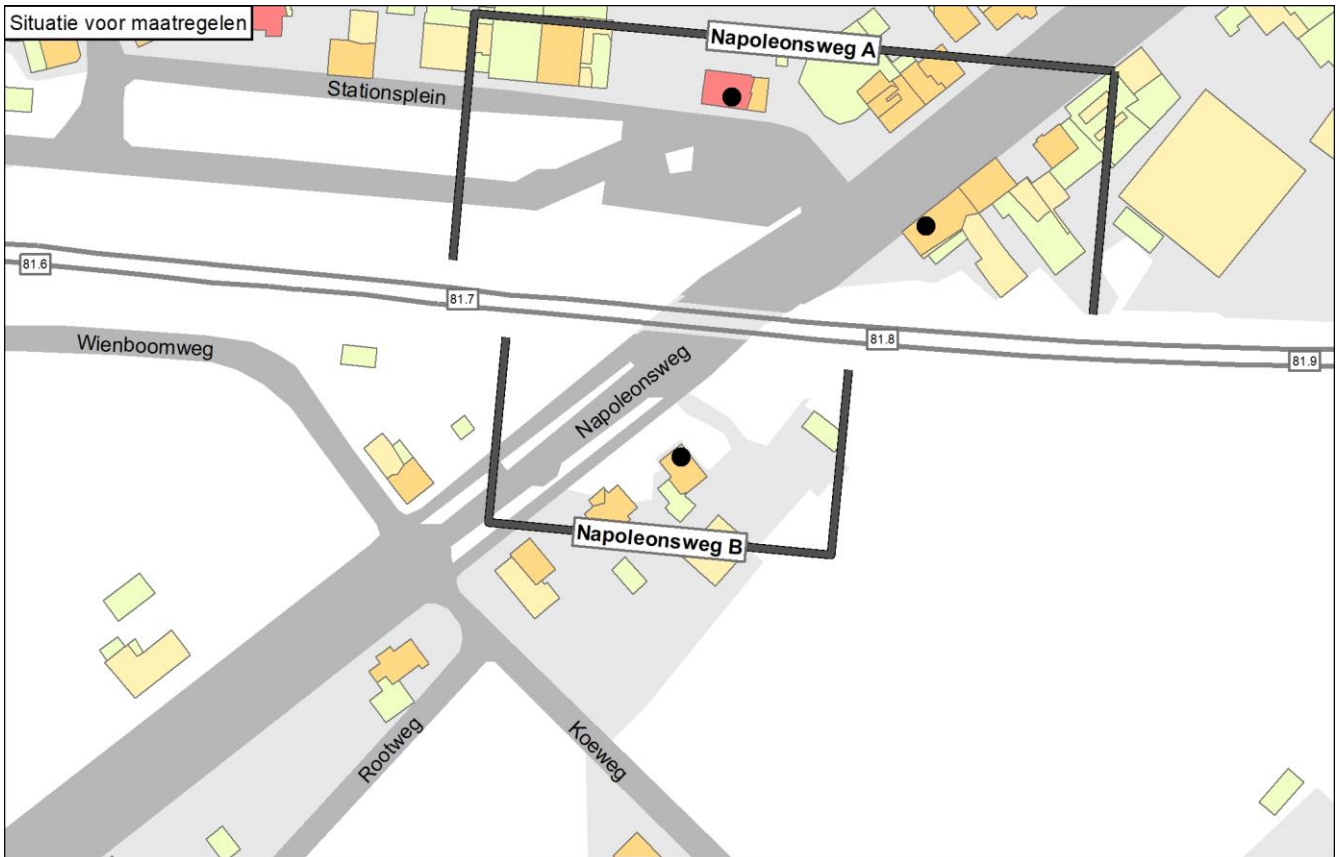 Situatie voor maatregelen
Napoleonsweg A
Stationsplein
81.6
81.7
81.8
81.9
Wienboomweg
Napoleonsweg
Napoleonsweg B
Rootweg
Koeweg